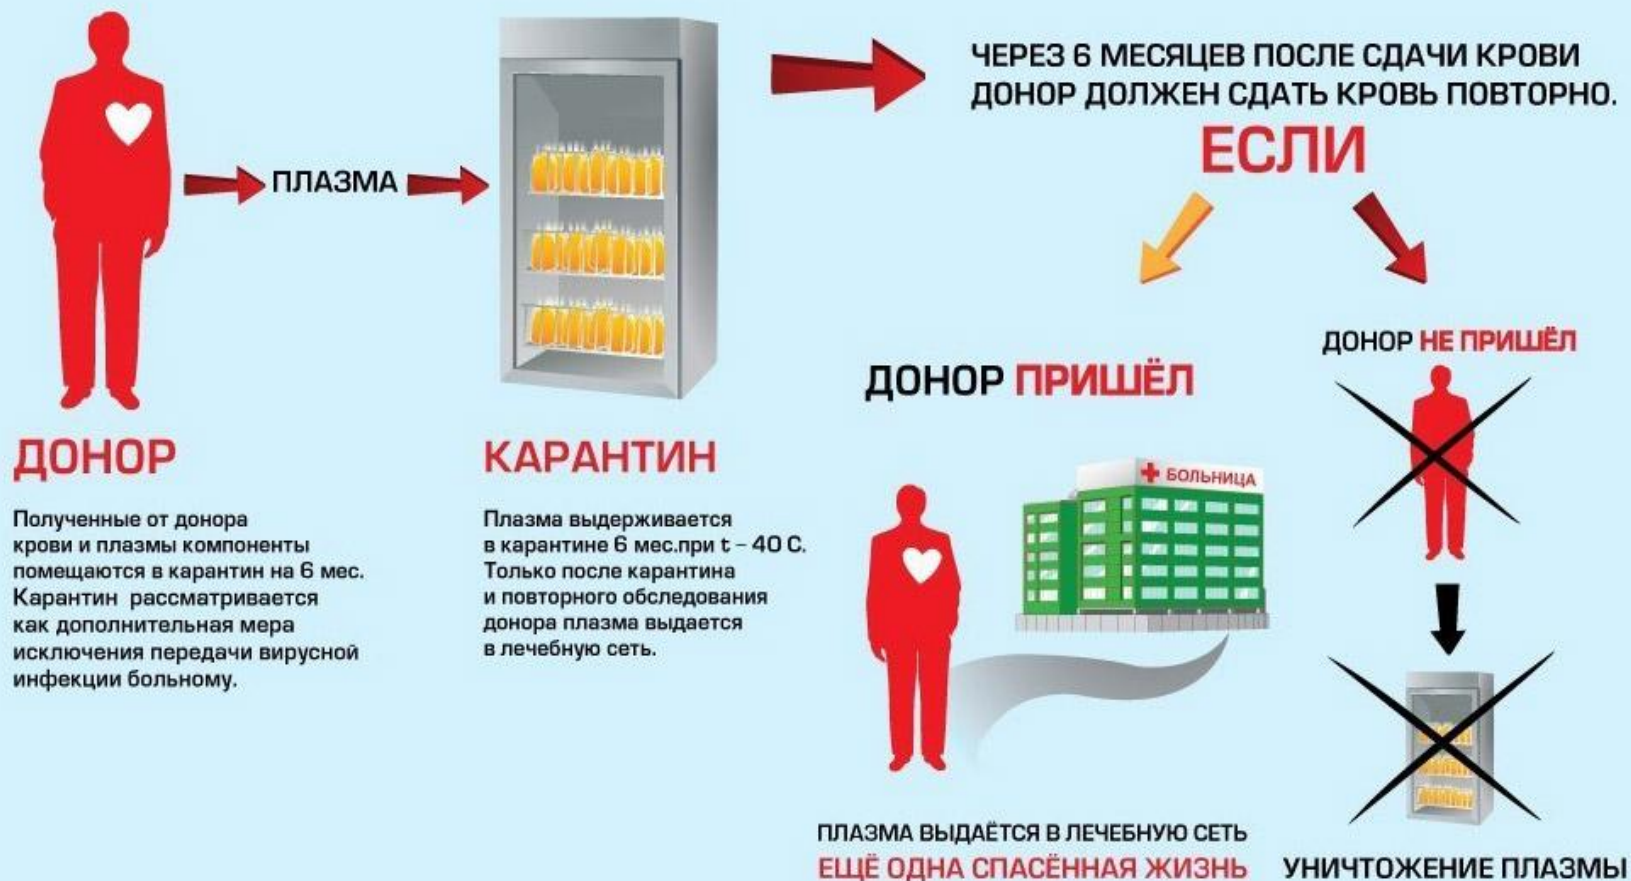 ПЛАЗМА
ДОНОР
Полученные от донора
крови и плазмы компоненты
помещаются в карантин на 6 мес.
Карантин рассматривается
как дополнительная мера
исключения передачи вирусной
инфекции больному.
КАРАНТИН
Плазма выдерживается
в карантине 6 мес.при t – 40 С.
Только после карантина
и повторного обследования
донора плазма выдается
в лечебную сеть.
ЧЕРЕЗ 6 МЕСЯЦЕВ ПОСЛЕ СДАЧИ КРОВИ
ДОНОР ДОЛЖЕН СДАТЬ КРОВЬ ПОВТОРНО.
ЕСЛИ
ДОНОР ПРИШЁЛ
БОЛЬНИЦА
ПЛАЗМА ВЫДАЁТСЯ В ЛЕЧЕБНУЮ СЕТЬ
ЕЩЁ ОДНА СПАСЁННАЯ ЖИЗНЬ
ДОНОР НЕ ПРИШЁЛ
УНИЧТОЖЕНИЕ ПЛАЗМЫ